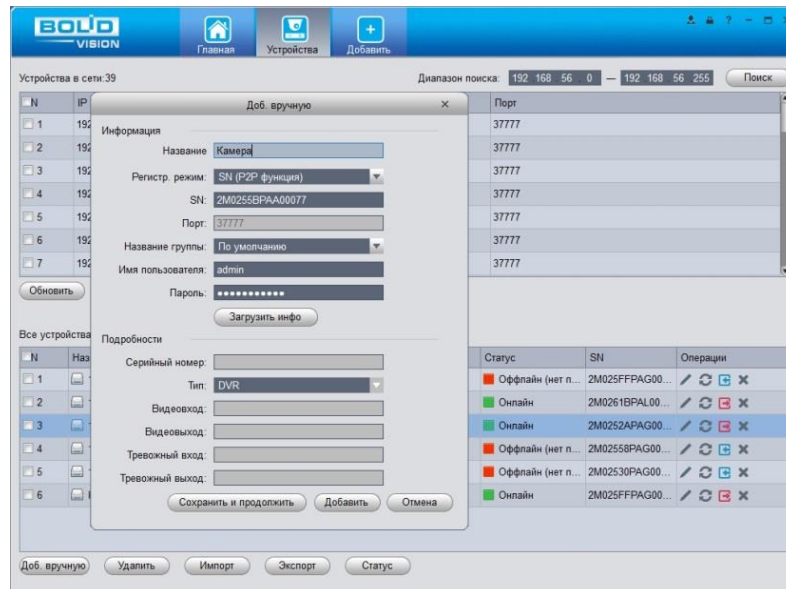 BOLID
VISION
Главная
Устройства
Добавить
Устройства в сети:39
Диапазон поиска: 192 168 56 0 — 192 168 56 255 Поиск
N IP Порт
1 192 37777
2 192 37777
3 192 37777
4 192 37777
5 192 37777
6 192 37777
7 192 37777
Доб. вручную
Информация
Название Камера
Регистр. режим: SN (P2P функция)
SN: 2M0255BPAA00077
Порт: 37777
Название группы: По умолчанию
Имя пользователя: admin
Пароль: •••••••••••
Загрузить инфо
Обновить
Все устройства
N Наз Статус SN Операции
1 Оффлайн (нет п... 2M025FFPAG00...
2 Онлайн 2M0261BPAL00...
3 Онлайн 2M0252APAG00...
4 Оффлайн (нет п... 2M02558PAG00...
5 Оффлайн (нет п... 2M02530PAG00...
6 Онлайн 2M025FFPAG00...
Подробности
Серийный номер:
Тип: DVR
Видеовход:
Видеовыход:
Тревожный вход:
Тревожный выход:
Сохранить и продолжить Добавить Отмена
Доб. вручную Удалить Импорт Экспорт Статус